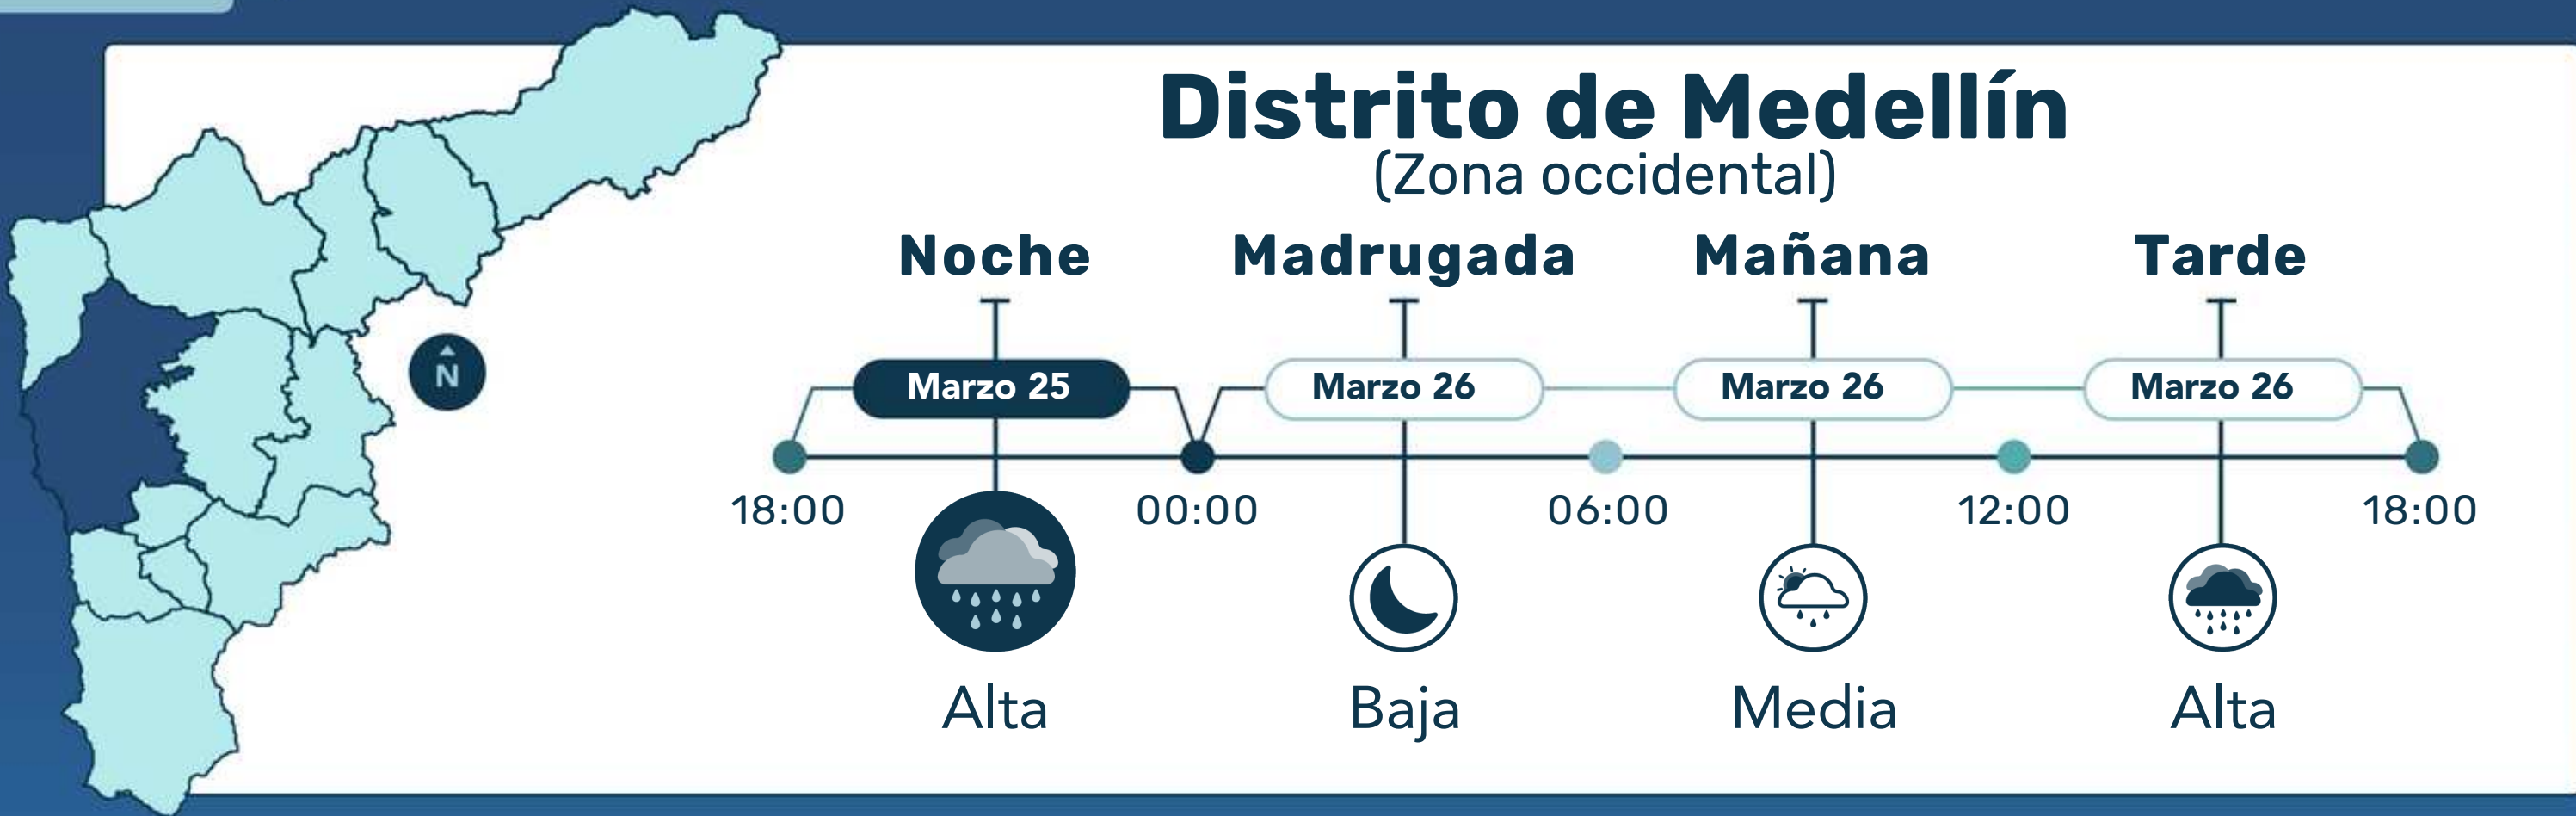 Distrito de Medellín
(Zona occidental)
Noche Madrugada Mañana Tarde
Marzo 25 Marzo 26 Marzo 26 Marzo 26
N
18:00 00:00 06:00 12:00 18:00
Alta Baja Media Alta